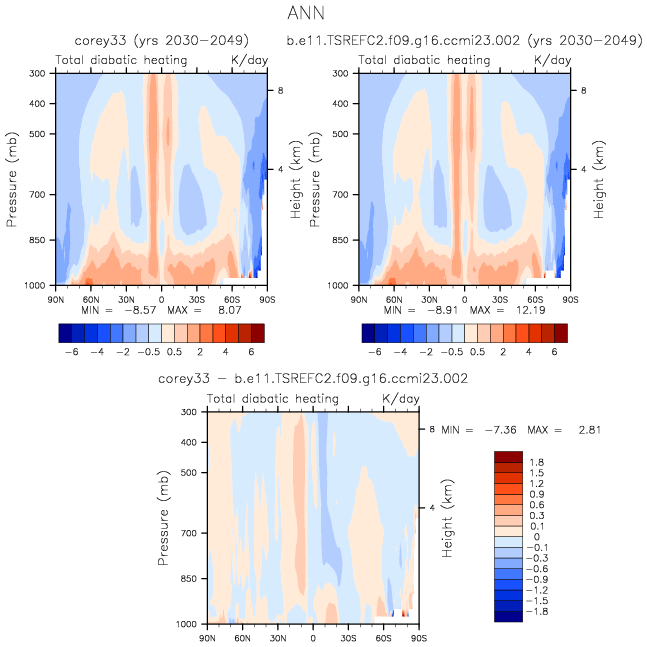 ANN
corey33 (yrs 2030-2049)
Total diabatic heating K/day
300
400
500
700
850
1000
Pressure (mb)
8
4
Height (km)
90N 60N 30N 0 30S 60S 90S
MIN = -8.57 MAX = 8.07
-6 -4 -2 -0.5 0.5 2 4 6
b.e11.TSREFC2.f09.g16.ccmi23.002 (yrs 2030-2049)
Total diabatic heating K/day
300
400
500
700
850
1000
Pressure (mb)
8
4
Height (km)
90N 60N 30N 0 30S 60S 90S
MIN = -8.91 MAX = 12.19
-6 -4 -2 -0.5 0.5 2 4 6
corey33 - b.e11.TSREFC2.f09.g16.ccmi23.002
Total diabatic heating K/day
300
400
500
700
850
1000
Pressure (mb)
8
4
Height (km)
90N 60N 30N 0 30S 60S 90S
MIN = -7.36 MAX = 2.81
1.8
1.5
1.2
0.9
0.6
0.3
0.1
0
-0.1
-0.3
-0.6
-0.9
-1.2
-1.5
-1.8